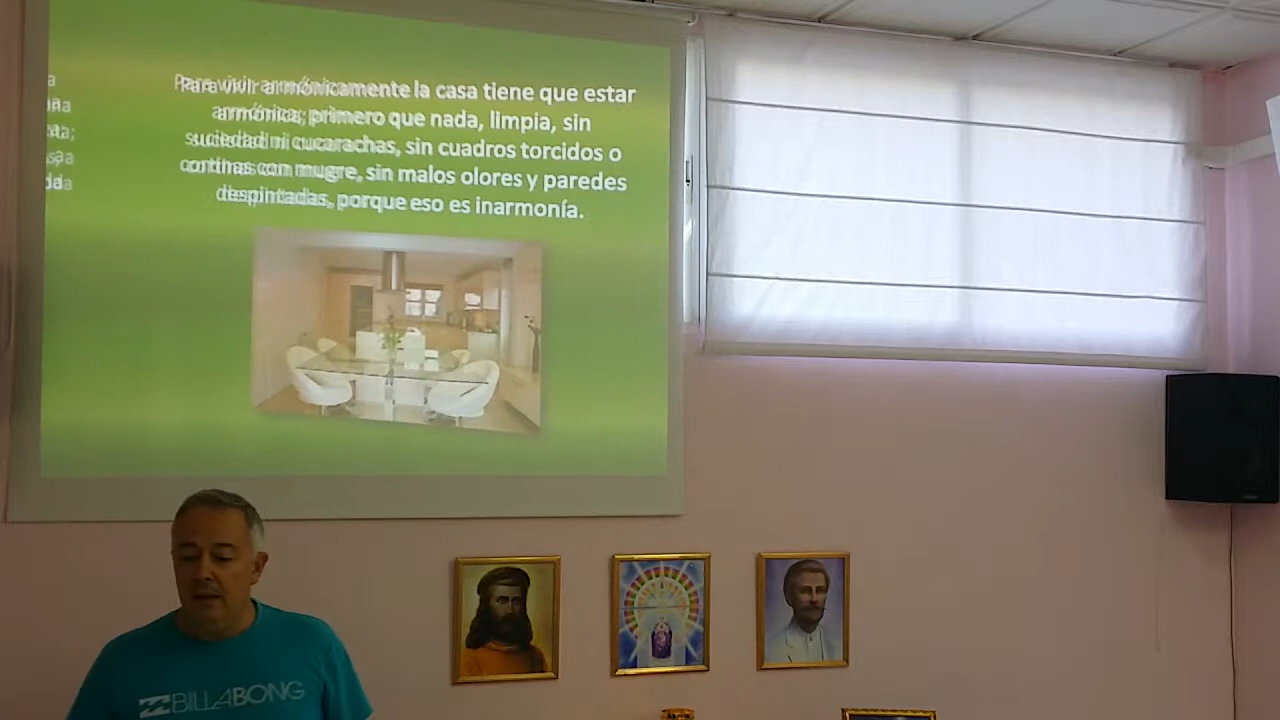 Para vivir armónicamente la casa tiene que estar
armónica; primero que nada, limpia, sin
suciedad ni cucarachas, sin cuadros torcidos o
cortinas con mugre, sin malos olores y paredes
despintadas, porque eso es inarmonía.
BILLABONG